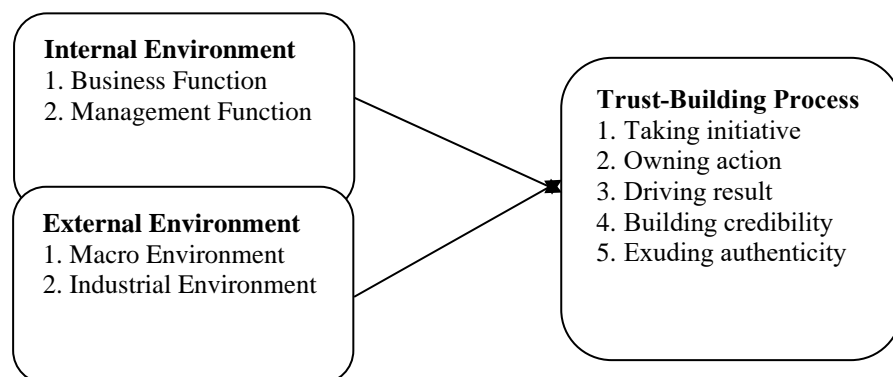 Internal Environment
1. Business Function
2. Management Function
External Environment
1. Macro Environment
2. Industrial Environment
Trust-Building Process
1. Taking initiative
2. Owning action
3. Driving result
4. Building credibility
5. Exuding authenticity